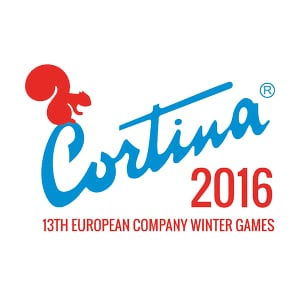 Cortina®
2016
13TH EUROPEAN COMPANY WINTER GAMES